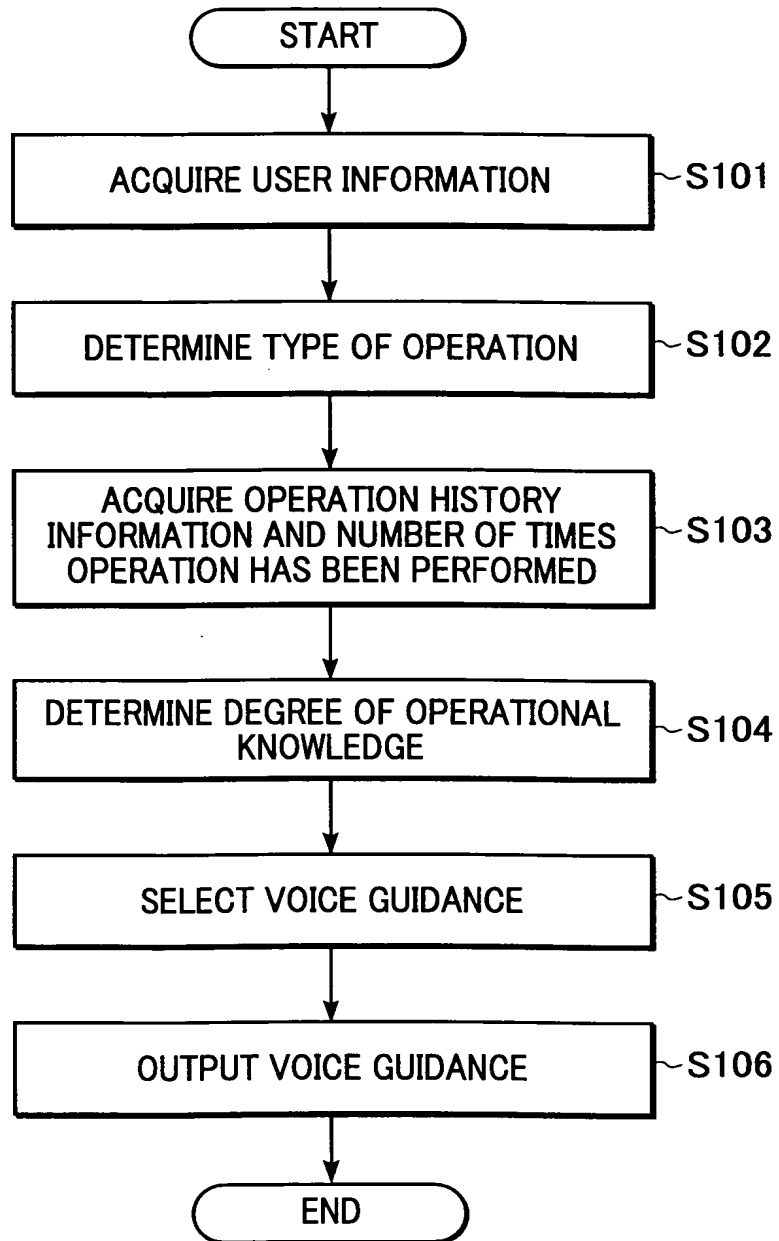 START
ACQUIRE USER INFORMATION
~S101
DETERMINE TYPE OF OPERATION
~S102
ACQUIRE OPERATION HISTORY
INFORMATION AND NUMBER OF TIMES
OPERATION HAS BEEN PERFORMED
~S103
DETERMINE DEGREE OF OPERATIONAL
KNOWLEDGE
~S104
SELECT VOICE GUIDANCE
~S105
OUTPUT VOICE GUIDANCE
~S106
END